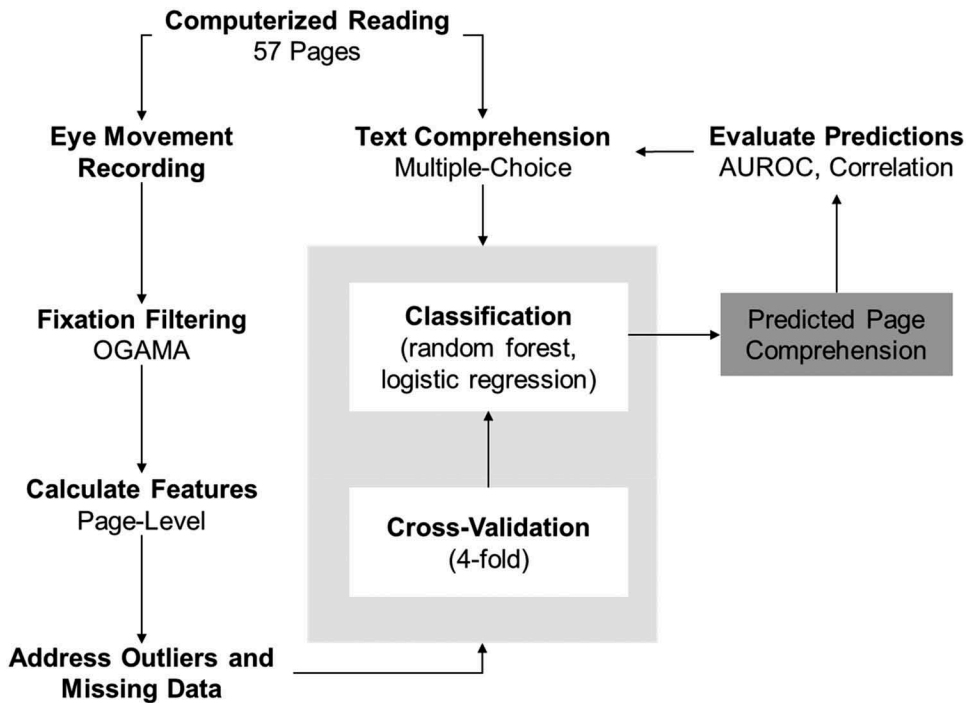 Computerized Reading
57 Pages
Eye Movement
Recording
Text Comprehension
Multiple-Choice
Evaluate Predictions
AUROC, Correlation
Fixation Filtering
OGAMA
Classification
(random forest,
logistic regression)
Predicted Page
Comprehension
Calculate Features
Page-Level
Cross-Validation
(4-fold)
Address Outliers and
Missing Data